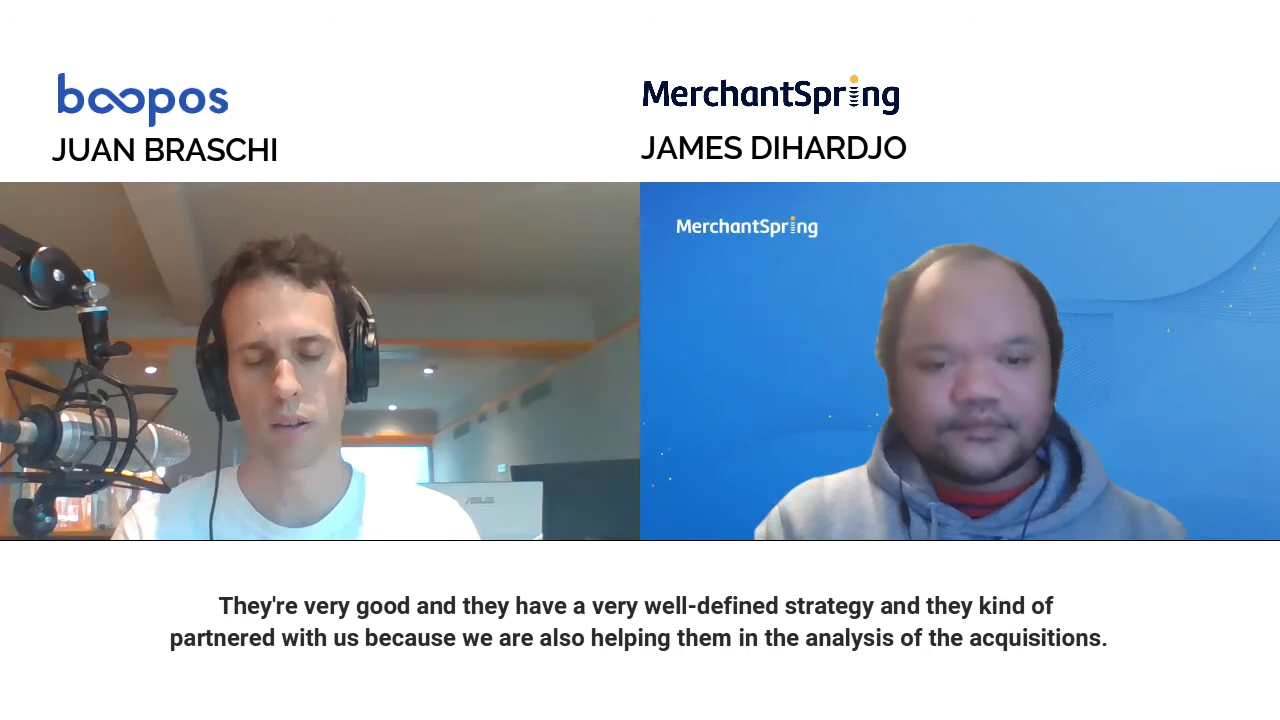 boopos
MerchantSpring
JUAN BRASCHI
JAMES DIHARDJO
MerchantSpring
ASUS
They're very good and they have a very well-defined strategy and they kind of
partnered with us because we are also helping them in the analysis of the acquisitions.